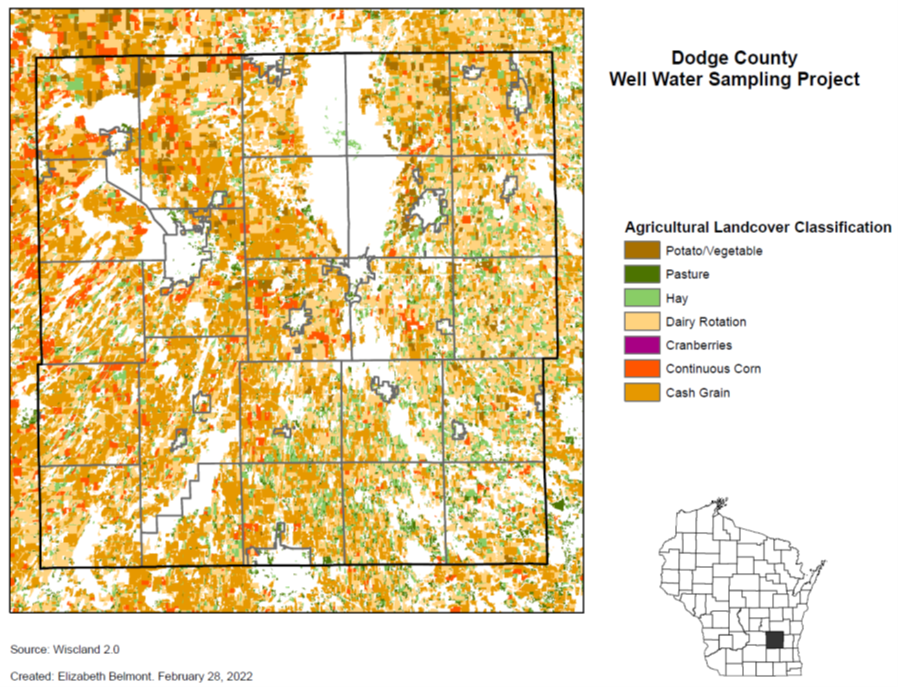 Dodge County
Well Water Sampling Project
Agricultural Landcover Classification
Potato/Vegetable
Pasture
Hay
Dairy Rotation
Cranberries
Continuous Corn
Cash Grain
Source: Wiscland 2.0
Created: Elizabeth Belmont. February 28, 2022